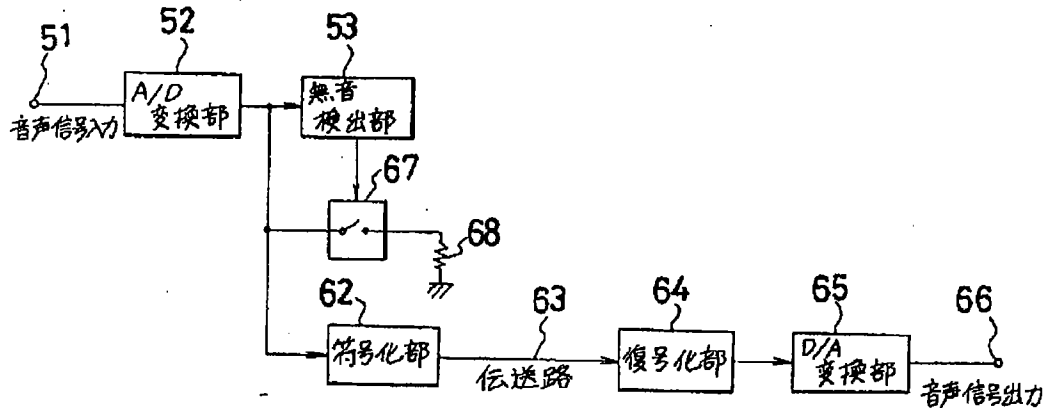 51
52
53
A/D
変換部
無音
検出部
音声信号入力
67
68
62
63
64
65
66
符号化部
伝送路
復号化部
D/A
変換部
音声信号出力